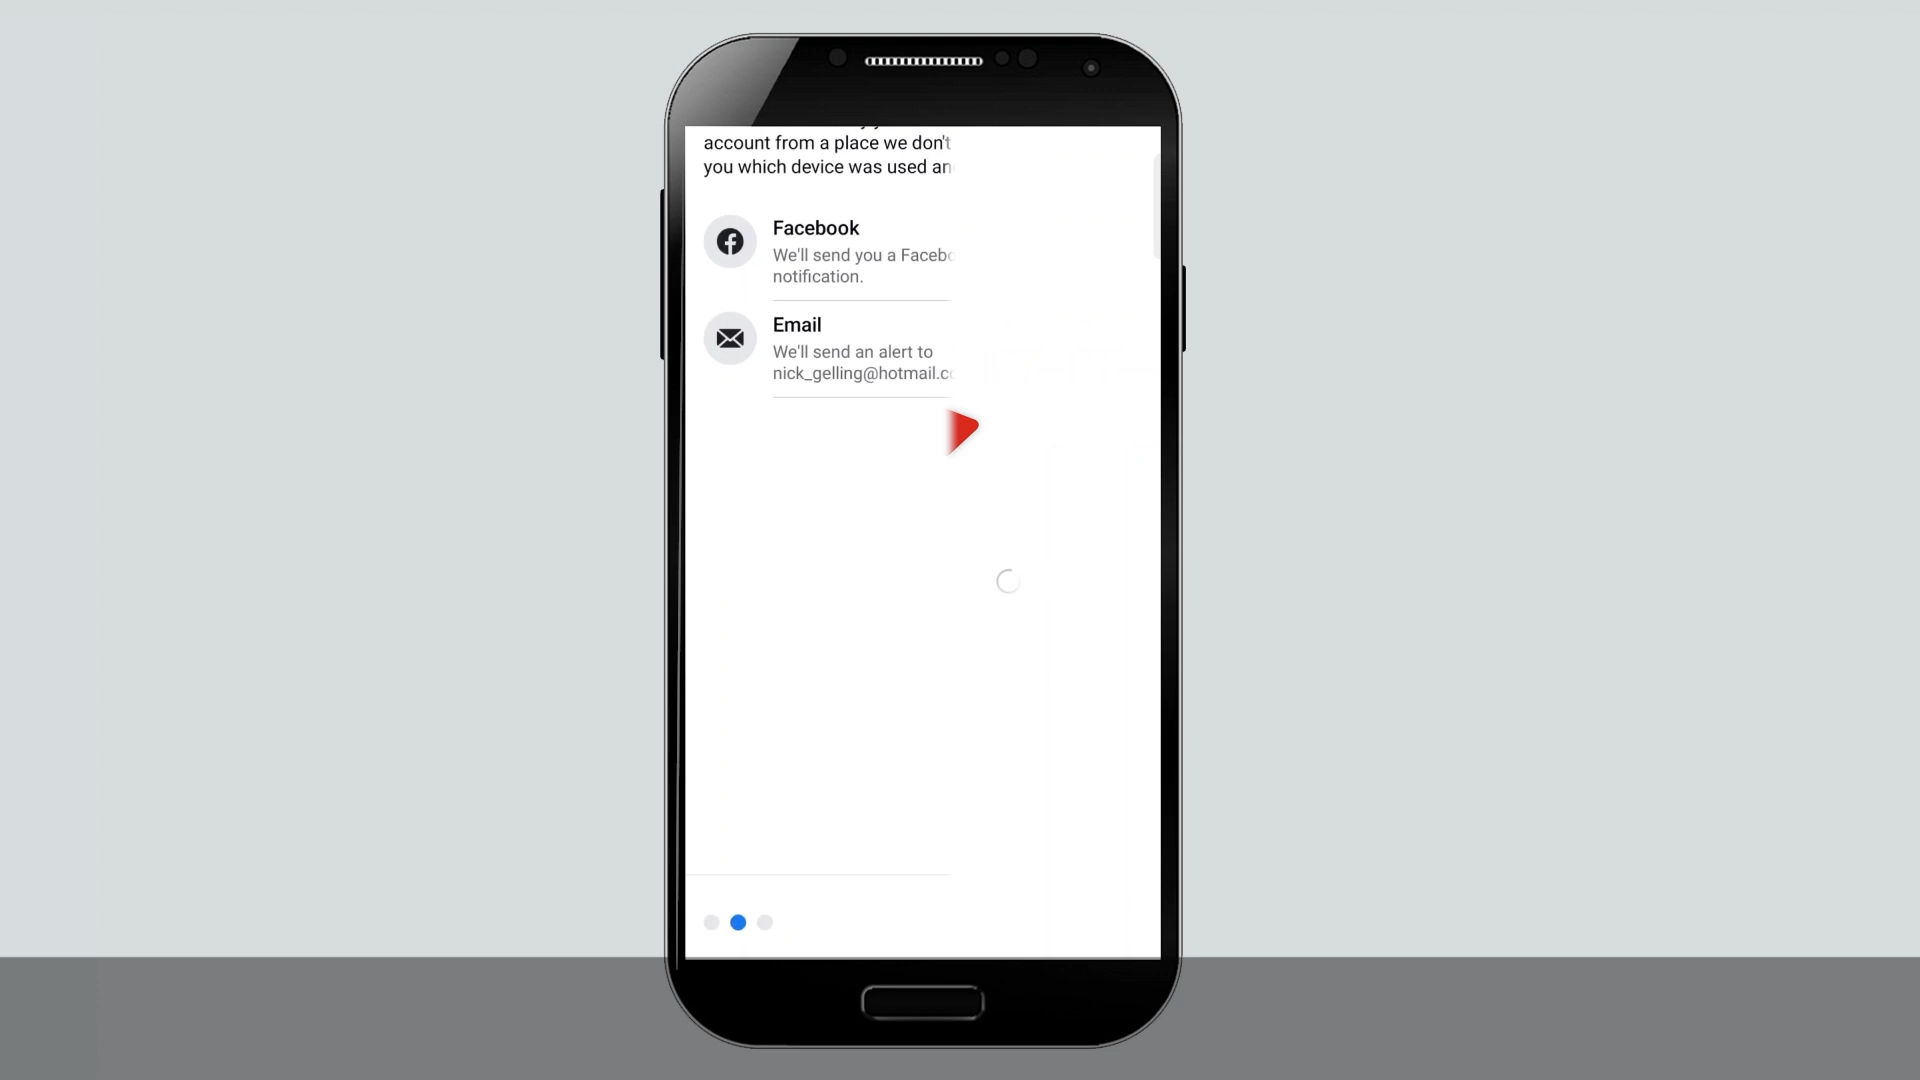 account from a place we don't
you which device was used an
Facebook
We'll send you a Facebo
notification.
Email
We'll send an alert to
nick_gelling@hotmail.co